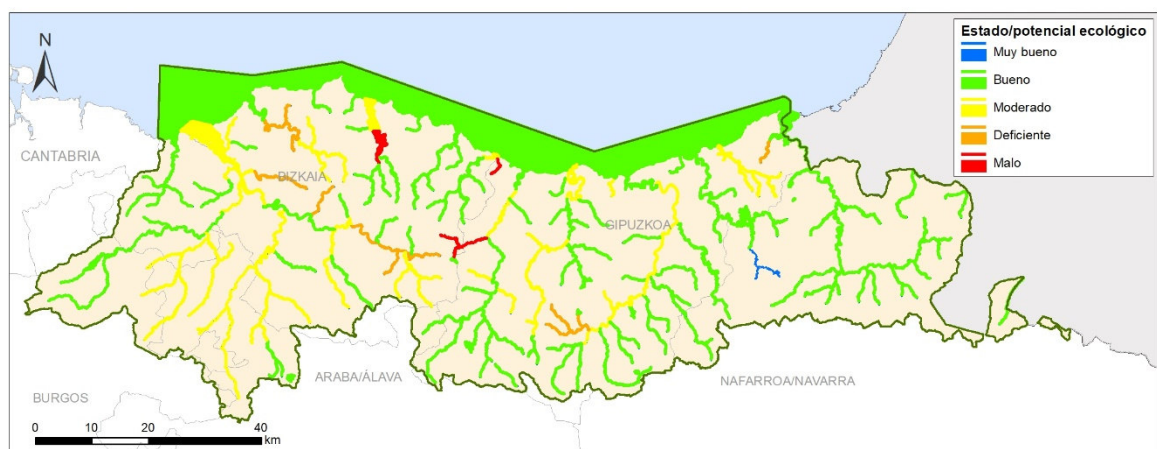 N
Estado/potencial ecológico
Muy bueno
Bueno
Moderado
Deficiente
Malo
CANTABRIA
BIZKAIA
GIPUZKOA
ARABA/ÁLAVA
NAFARROA/NAVARRA
BURGOS
0 10 20 40
km